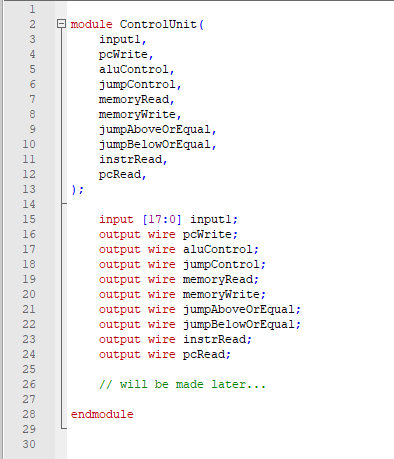 1
2 module ControlUnit(
3 input1,
4 pcWrite,
5 aluControl,
6 jumpControl,
7 memoryRead,
8 memoryWrite,
9 jumpAboveOrEqual,
10 jumpBelowOrEqual,
11 instrRead,
12 pcRead,
13 );
14
15 input [17:0] input1;
16 output wire pcWrite;
17 output wire aluControl;
18 output wire jumpControl;
19 output wire memoryRead;
20 output wire memoryWrite;
21 output wire jumpAboveOrEqual;
22 output wire jumpBelowOrEqual;
23 output wire instrRead;
24 output wire pcRead;
25
26 // will be made later...
27
28 endmodule
29
30